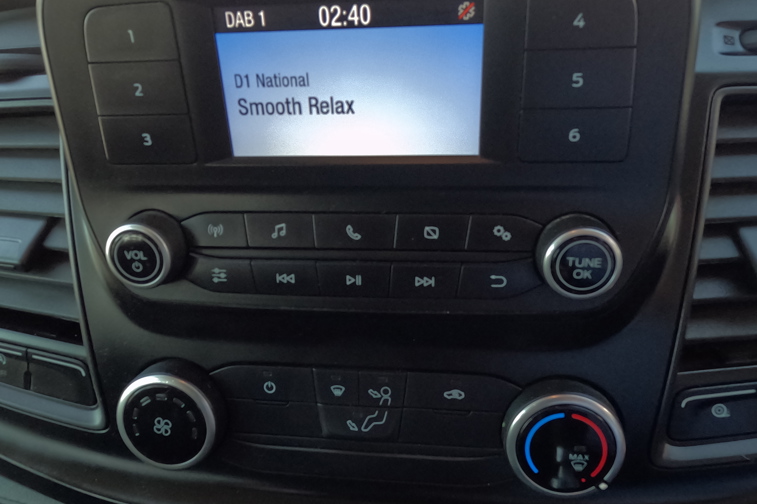 DAB 1 02:40
D1 National
Smooth Relax
1
2
3
4
5
6
VOL
TUNE
OK
MAX